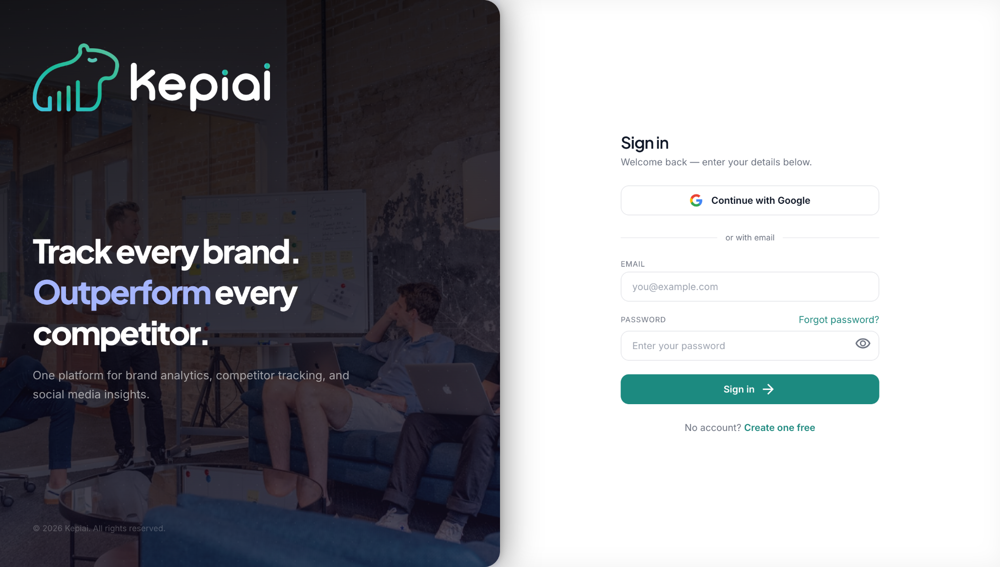 kepiai
Track every brand.
Outperform every
competitor.
One platform for brand analytics, competitor tracking, and
social media insights.
© 2026 Kepiai. All rights reserved.
Sign in
Welcome back — enter your details below.
Continue with Google
or with email
EMAIL
you@example.com
PASSWORD
Forgot password?
Enter your password
Sign in
No account? Create one free